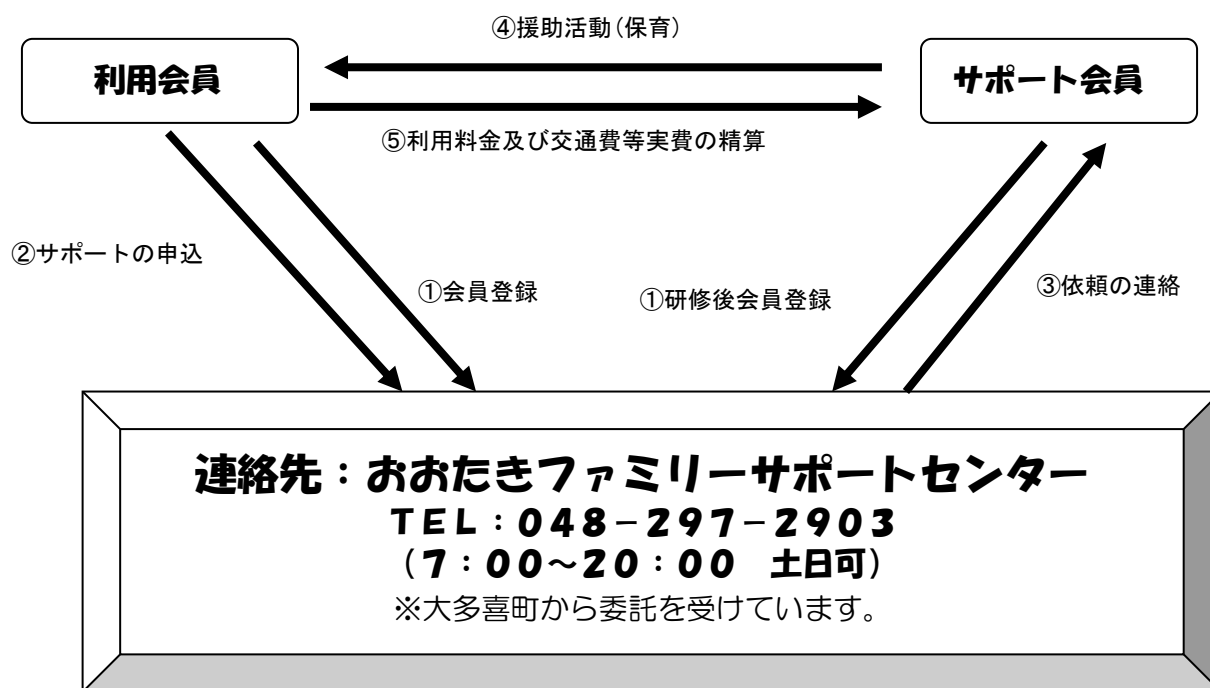 ④援助活動(保育)
利用会員
サポート会員
⑤利用料金及び交通費等実費の精算
②サポートの申込
①会員登録
①研修後会員登録
③依頼の連絡
連絡先：おおたきファミリーサポートセンター
ＴＥＬ：０４８－２９７－２９０３
（７：００～２０：００　土日可）
※大多喜町から委託を受けています。